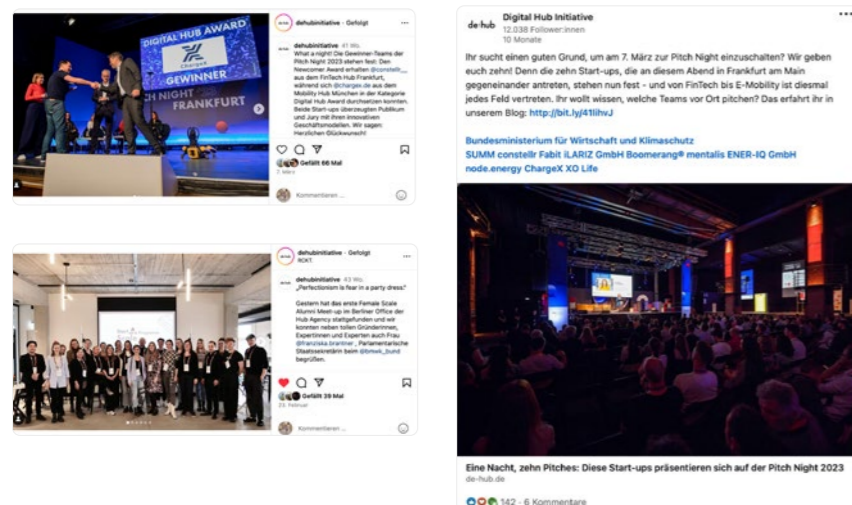 DIGITAL HUB AWARD
ChargeX
GEWINNER
CH NIGHT
FRANKFURT
dehubinitiative · Gefolgt
dehubinitiative 41 Wo.
What a night! Die Gewinner-Teams der
Pitch Night 2023 stehen fest: Den
Newcomer Award erhalten @constellr__
aus dem FinTech Hub Frankfurt,
während sich @chargex.de aus dem
Mobility Hub München in der Kategorie
Digital Hub Award durchsetzen konnten.
Beide Start-ups überzeugten Publikum
und Jury mit ihren innovativen
Geschäftsmodellen. Wir sagen:
Herzlichen Glückwunsch!
Gefällt 66 Mal
7. März
Kommentieren ...
dehubinitiative · Gefolgt
ROKT.
dehubinitiative 43 Wo.
„Perfectionism is fear in a party dress."
Gestern hat das erste Female Scale
Alumni Meet-up im Berliner Office der
Hub Agency stattgefunden und wir
konnten neben tollen Gründerinnen,
Expertinnen und Experten auch Frau
@franziska.brantner , Parlamentarische
Staatssekretärin beim @bmwk_bund
begrüßen.
Gefällt 39 Mal
23. Februar
Kommentieren ...
de:hub
Digital Hub Initiative
12.038 Follower:innen
10 Monate
Ihr sucht einen guten Grund, um am 7. März zur Pitch Night einzuschalten? Wir geben
euch zehn! Denn die zehn Start-ups, die an diesem Abend in Frankfurt am Main
gegeneinander antreten, stehen nun fest – und von FinTech bis E-Mobility ist diesmal
jedes Feld vertreten. Ihr wollt wissen, welche Teams vor Ort pitchen? Das erfahrt ihr in
unserem Blog: http://bit.ly/41lihvJ
Bundesministerium für Wirtschaft und Klimaschutz
SUMM constellr Fabit iLARIZ GmbH Boomerang® mentalis ENER-IQ GmbH
node.energy ChargeX XO Life
Eine Nacht, zehn Pitches: Diese Start-ups präsentieren sich auf der Pitch Night 2023
de-hub.de
142 · 6 Kommentare